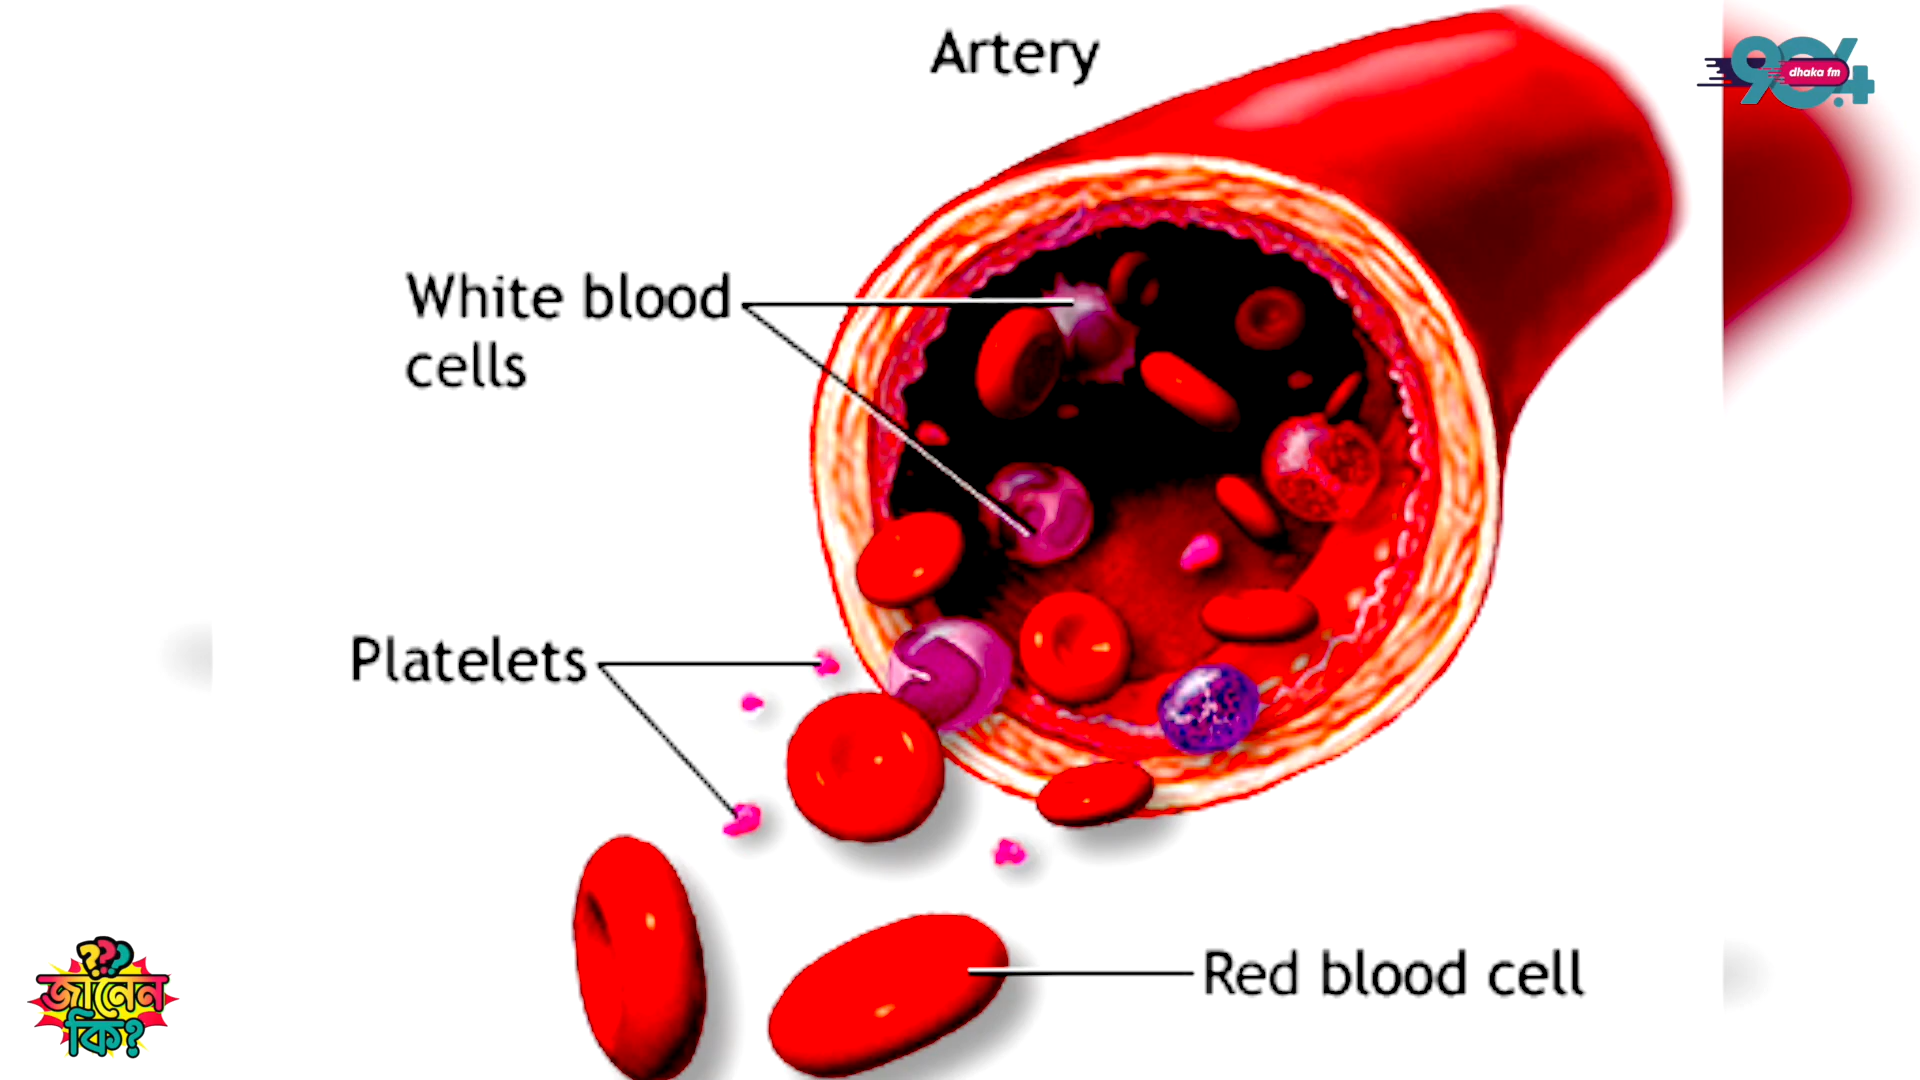 Artery
90.4
dhaka fm
White blood
cells
Platelets
Red blood cell
???
জানেন
কি?